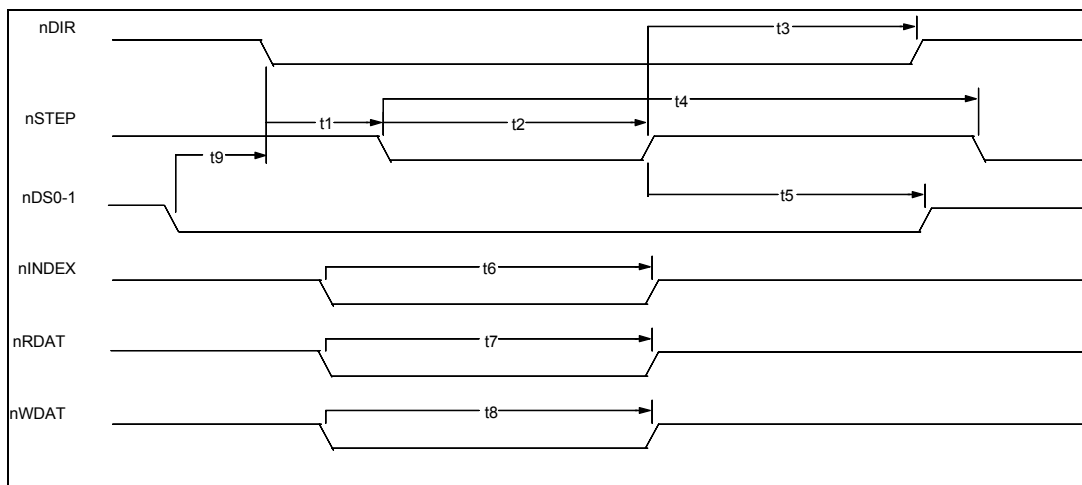 nDIR
t3
nSTEP
t4
t1
t2
t9
nDS0-1
t5
nINDEX
t6
nRDAT
t7
nWDAT
t8